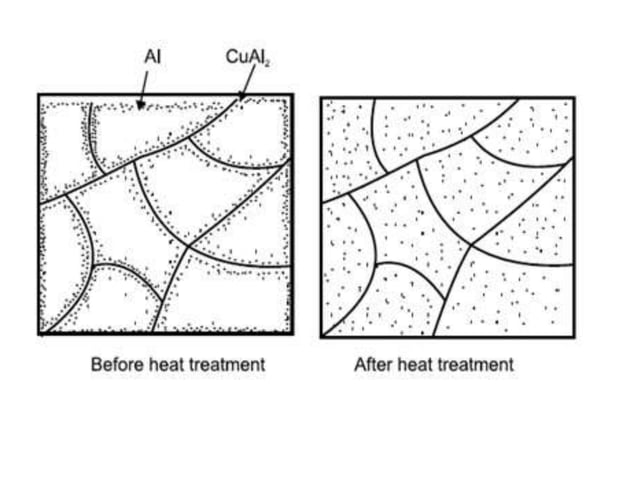 Al
CuAl₂
Before heat treatment
After heat treatment